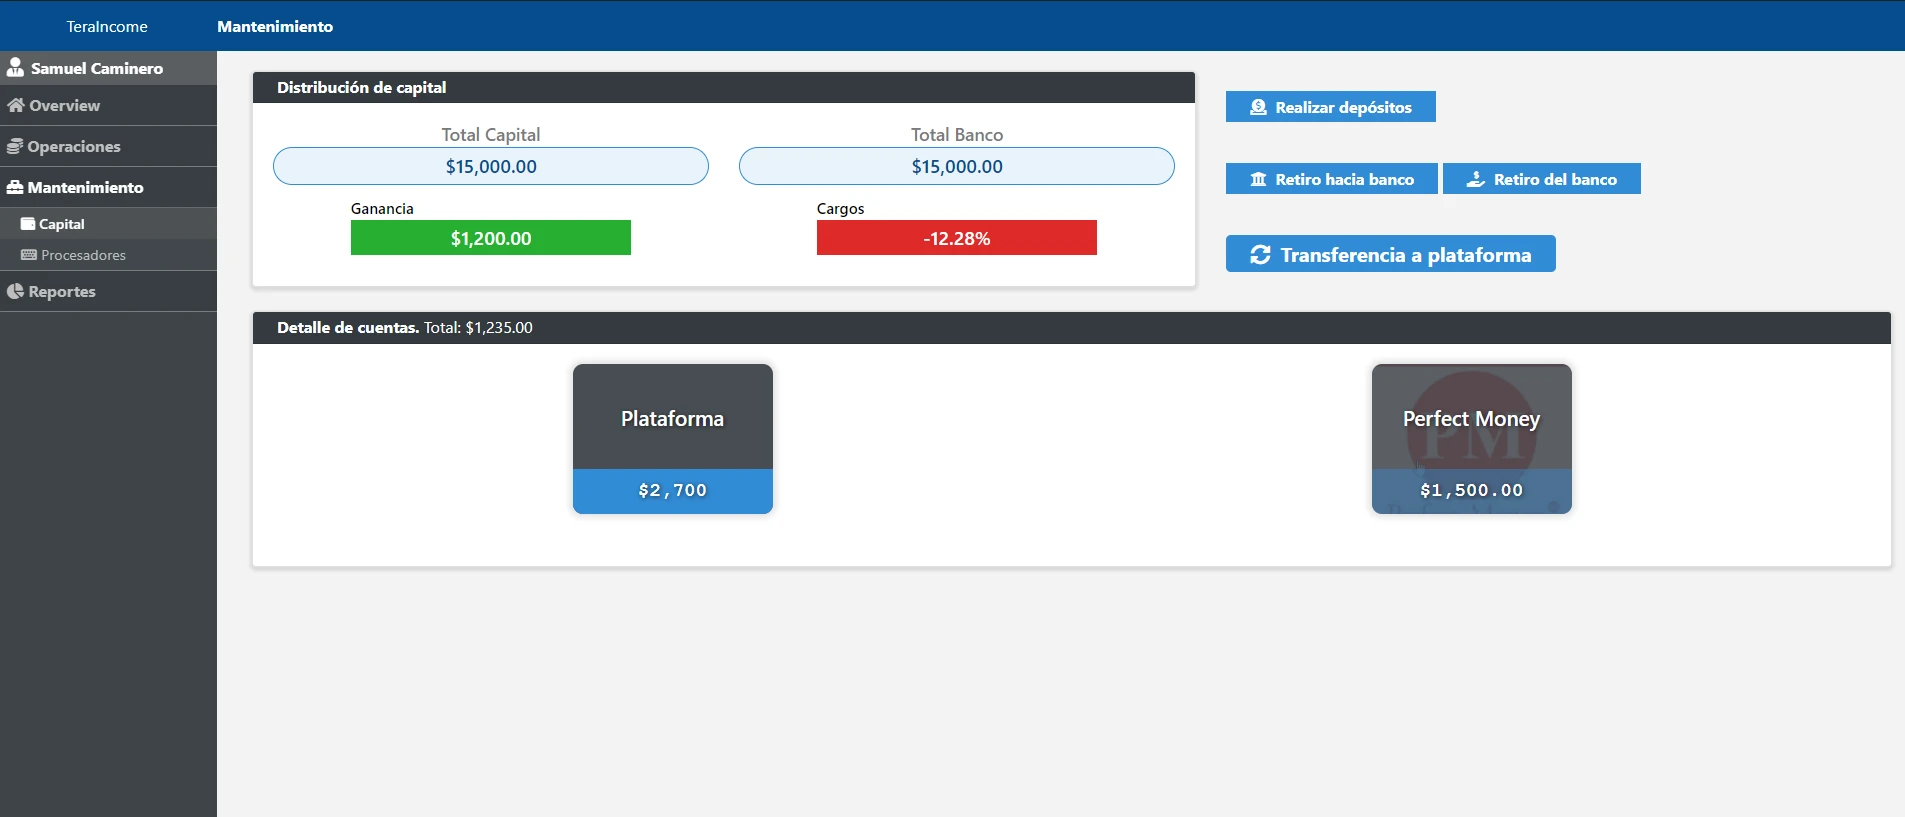 TeraIncome
Mantenimiento
Samuel Caminero
Overview
Operaciones
Mantenimiento
Capital
Procesadores
Reportes
Distribución de capital
Total Capital
$15,000.00
Total Banco
$15,000.00
Ganancia
$1,200.00
Cargos
-12.28%
Realizar depósitos
Retiro hacia banco
Retiro del banco
Transferencia a plataforma
Detalle de cuentas. Total: $1,235.00
Plataforma
$2,700
Perfect Money
PM
$1,500.00